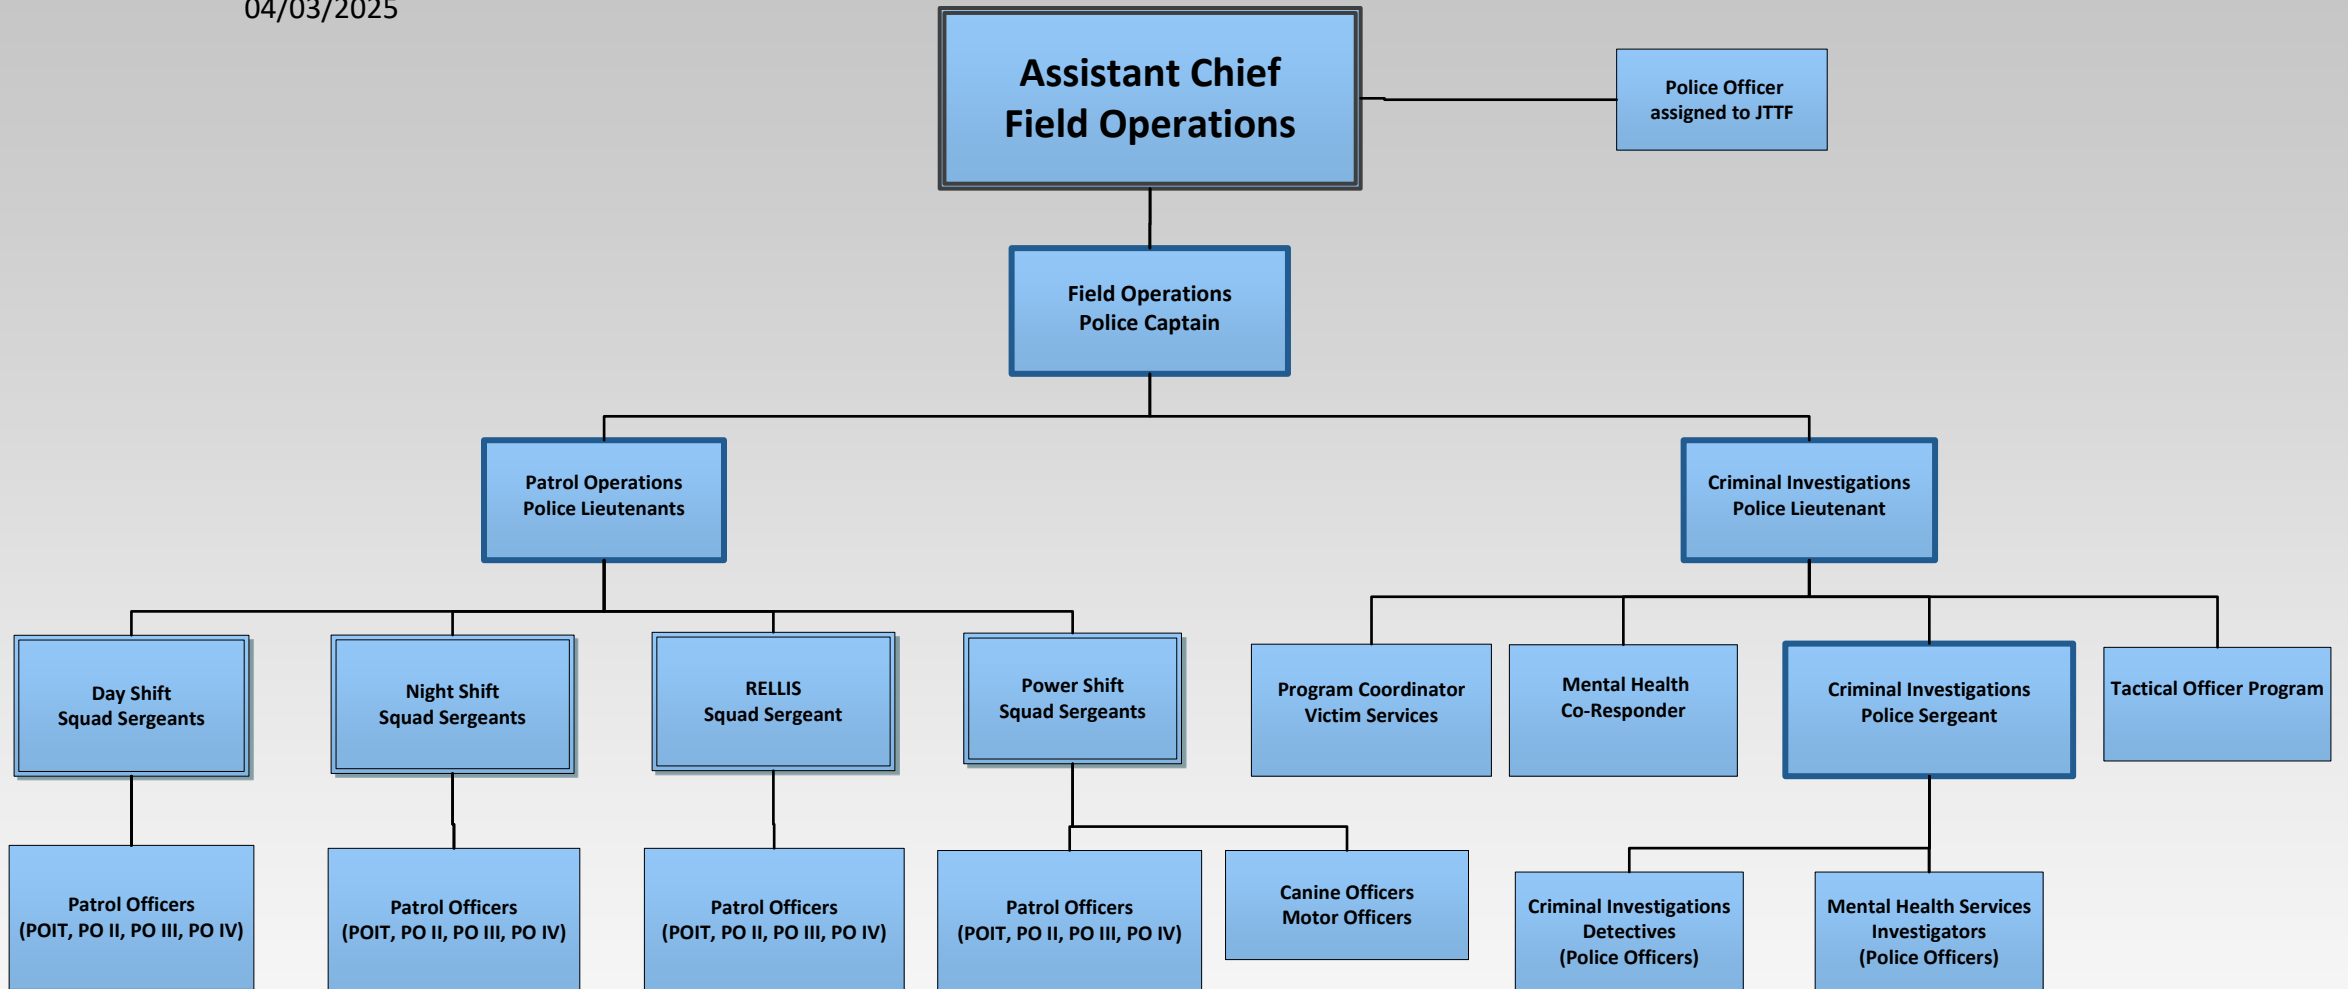 04/03/2025
Assistant Chief
Field Operations
Police Officer
assigned to JTTF
Field Operations
Police Captain
Patrol Operations
Police Lieutenants
Criminal Investigations
Police Lieutenant
Day Shift
Squad Sergeants
Night Shift
Squad Sergeants
RELLIS
Squad Sergeant
Power Shift
Squad Sergeants
Program Coordinator
Victim Services
Mental Health
Co-Responder
Criminal Investigations
Police Sergeant
Tactical Officer Program
Patrol Officers
(POIT, PO II, PO III, PO IV)
Patrol Officers
(POIT, PO II, PO III, PO IV)
Patrol Officers
(POIT, PO II, PO III, PO IV)
Patrol Officers
(POIT, PO II, PO III, PO IV)
Canine Officers
Motor Officers
Criminal Investigations
Detectives
(Police Officers)
Mental Health Services
Investigators
(Police Officers)